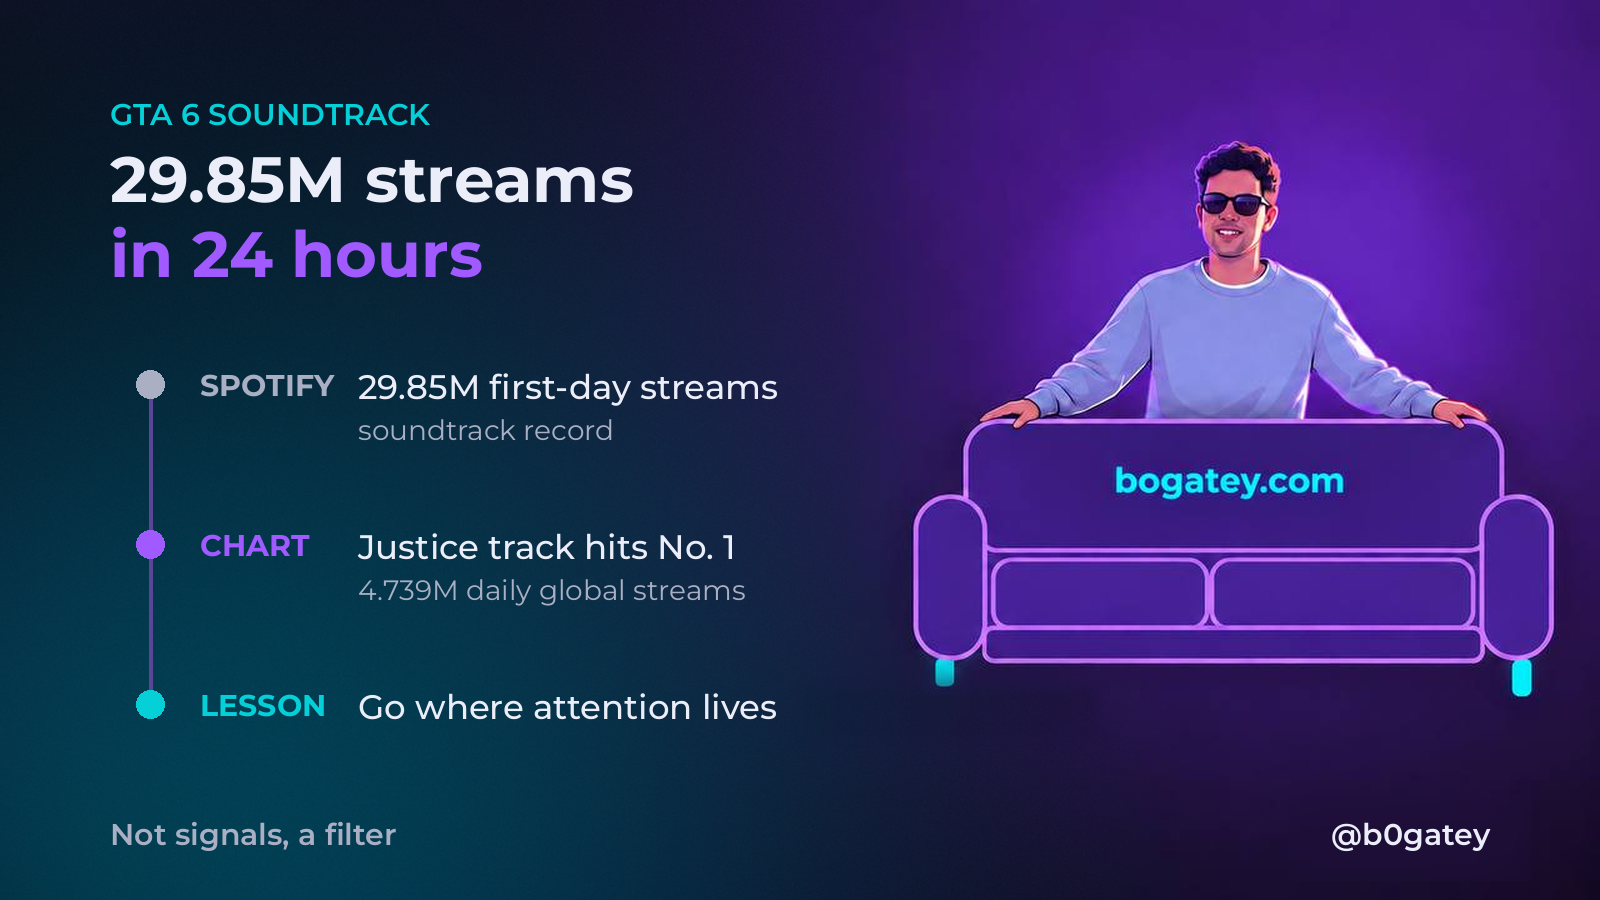 GTA 6 SOUNDTRACK
29.85M streams
in 24 hours
SPOTIFY 29.85M first-day streams
soundtrack record
CHART Justice track hits No. 1
4.739M daily global streams
LESSON Go where attention lives
bogatey.com
Not signals, a filter
@b0gatey